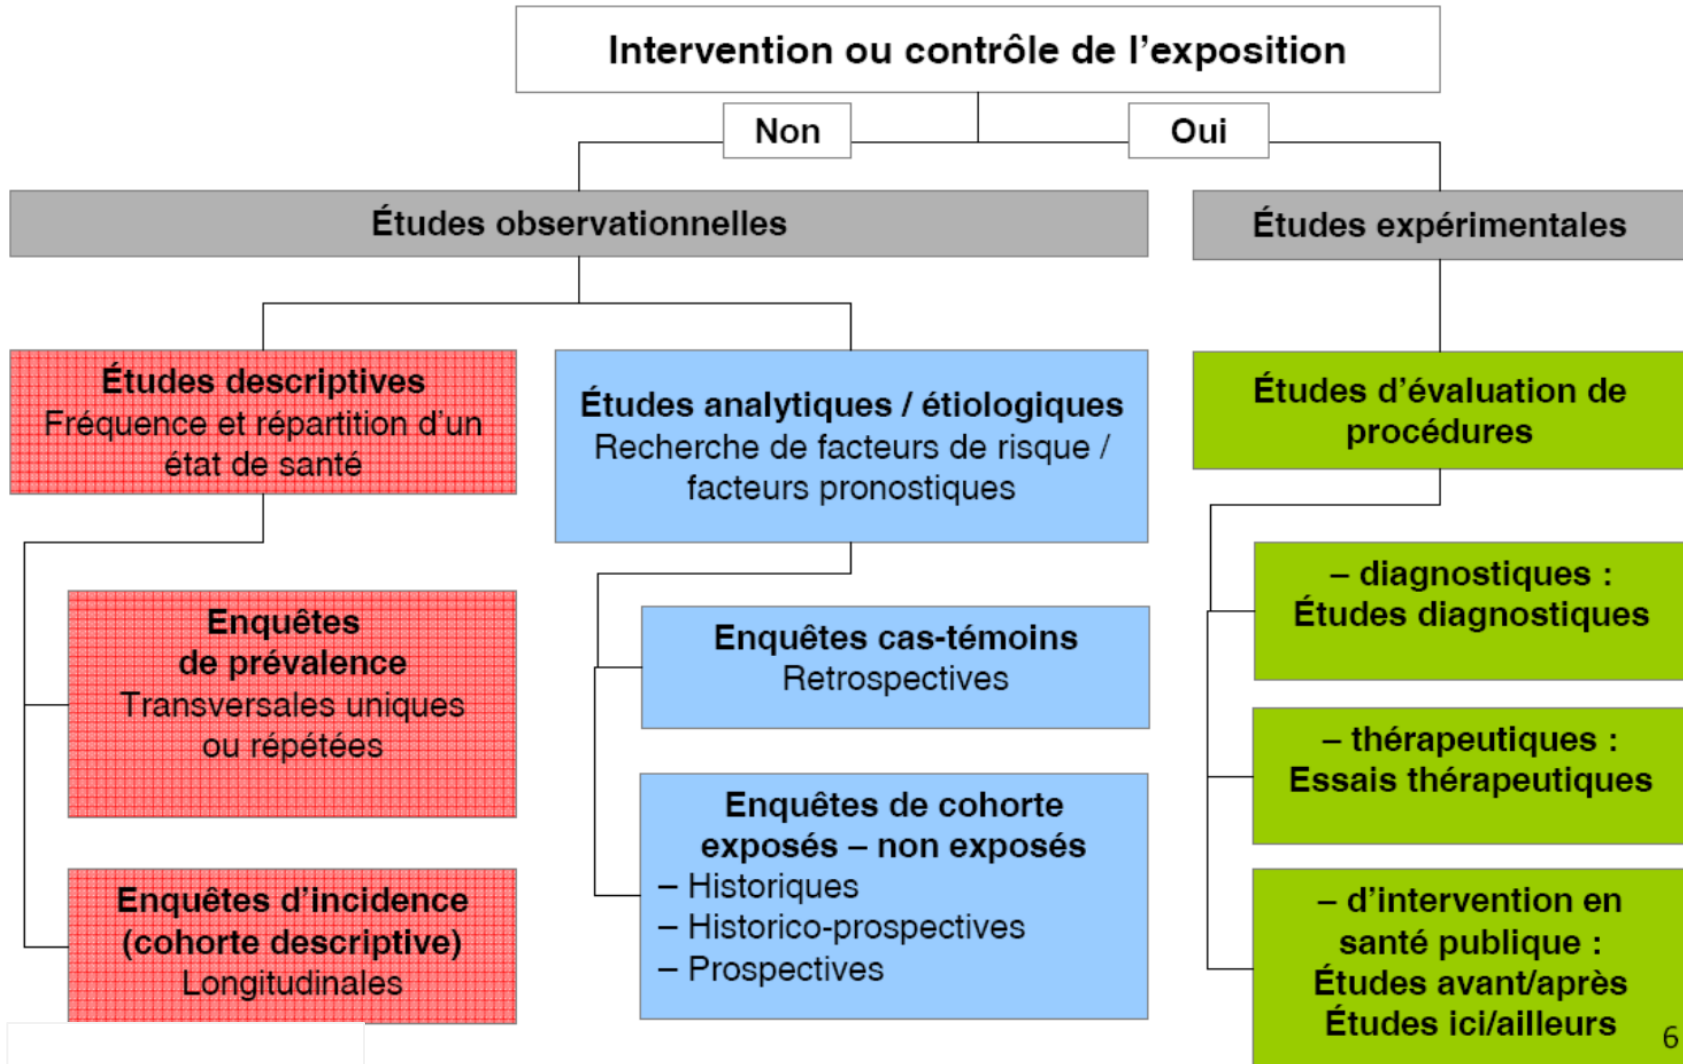 Intervention ou contrôle de l'exposition
Non
Oui
Études observationnelles
Études expérimentales
Études descriptives
Fréquence et répartition d'un
état de santé
Études analytiques / étiologiques
Recherche de facteurs de risque /
facteurs pronostiques
Études d'évaluation de
procédures
Enquêtes
de prévalence
Transversales uniques
ou répétées
Enquêtes d'incidence
(cohorte descriptive)
Longitudinales
Enquêtes cas-témoins
Retrospectives
Enquêtes de cohorte
exposés – non exposés
– Historiques
– Historico-prospectives
– Prospectives
– diagnostiques :
Études diagnostiques
– thérapeutiques :
Essais thérapeutiques
– d'intervention en
santé publique :
Études avant/après
Études ici/ailleurs
6